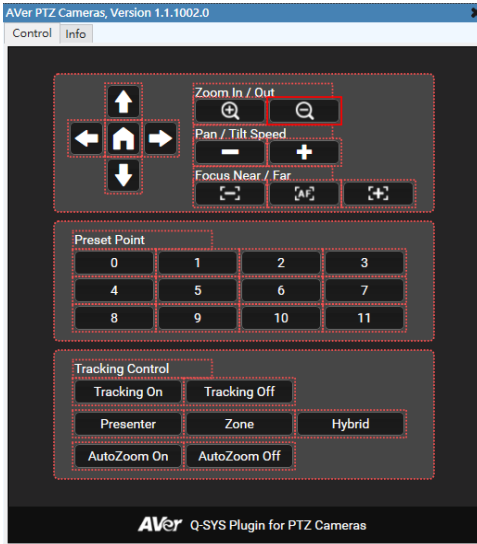 AVer PTZ Cameras, Version 1.1.1002.0
Control Info
Zoom In / Out
Pan / Tilt Speed
Focus Near / Far
AF
Preset Point
0 1 2 3
4 5 6 7
8 9 10 11
Tracking Control
Tracking On Tracking Off
Presenter Zone Hybrid
AutoZoom On AutoZoom Off
AVer Q-SYS Plugin for PTZ Cameras